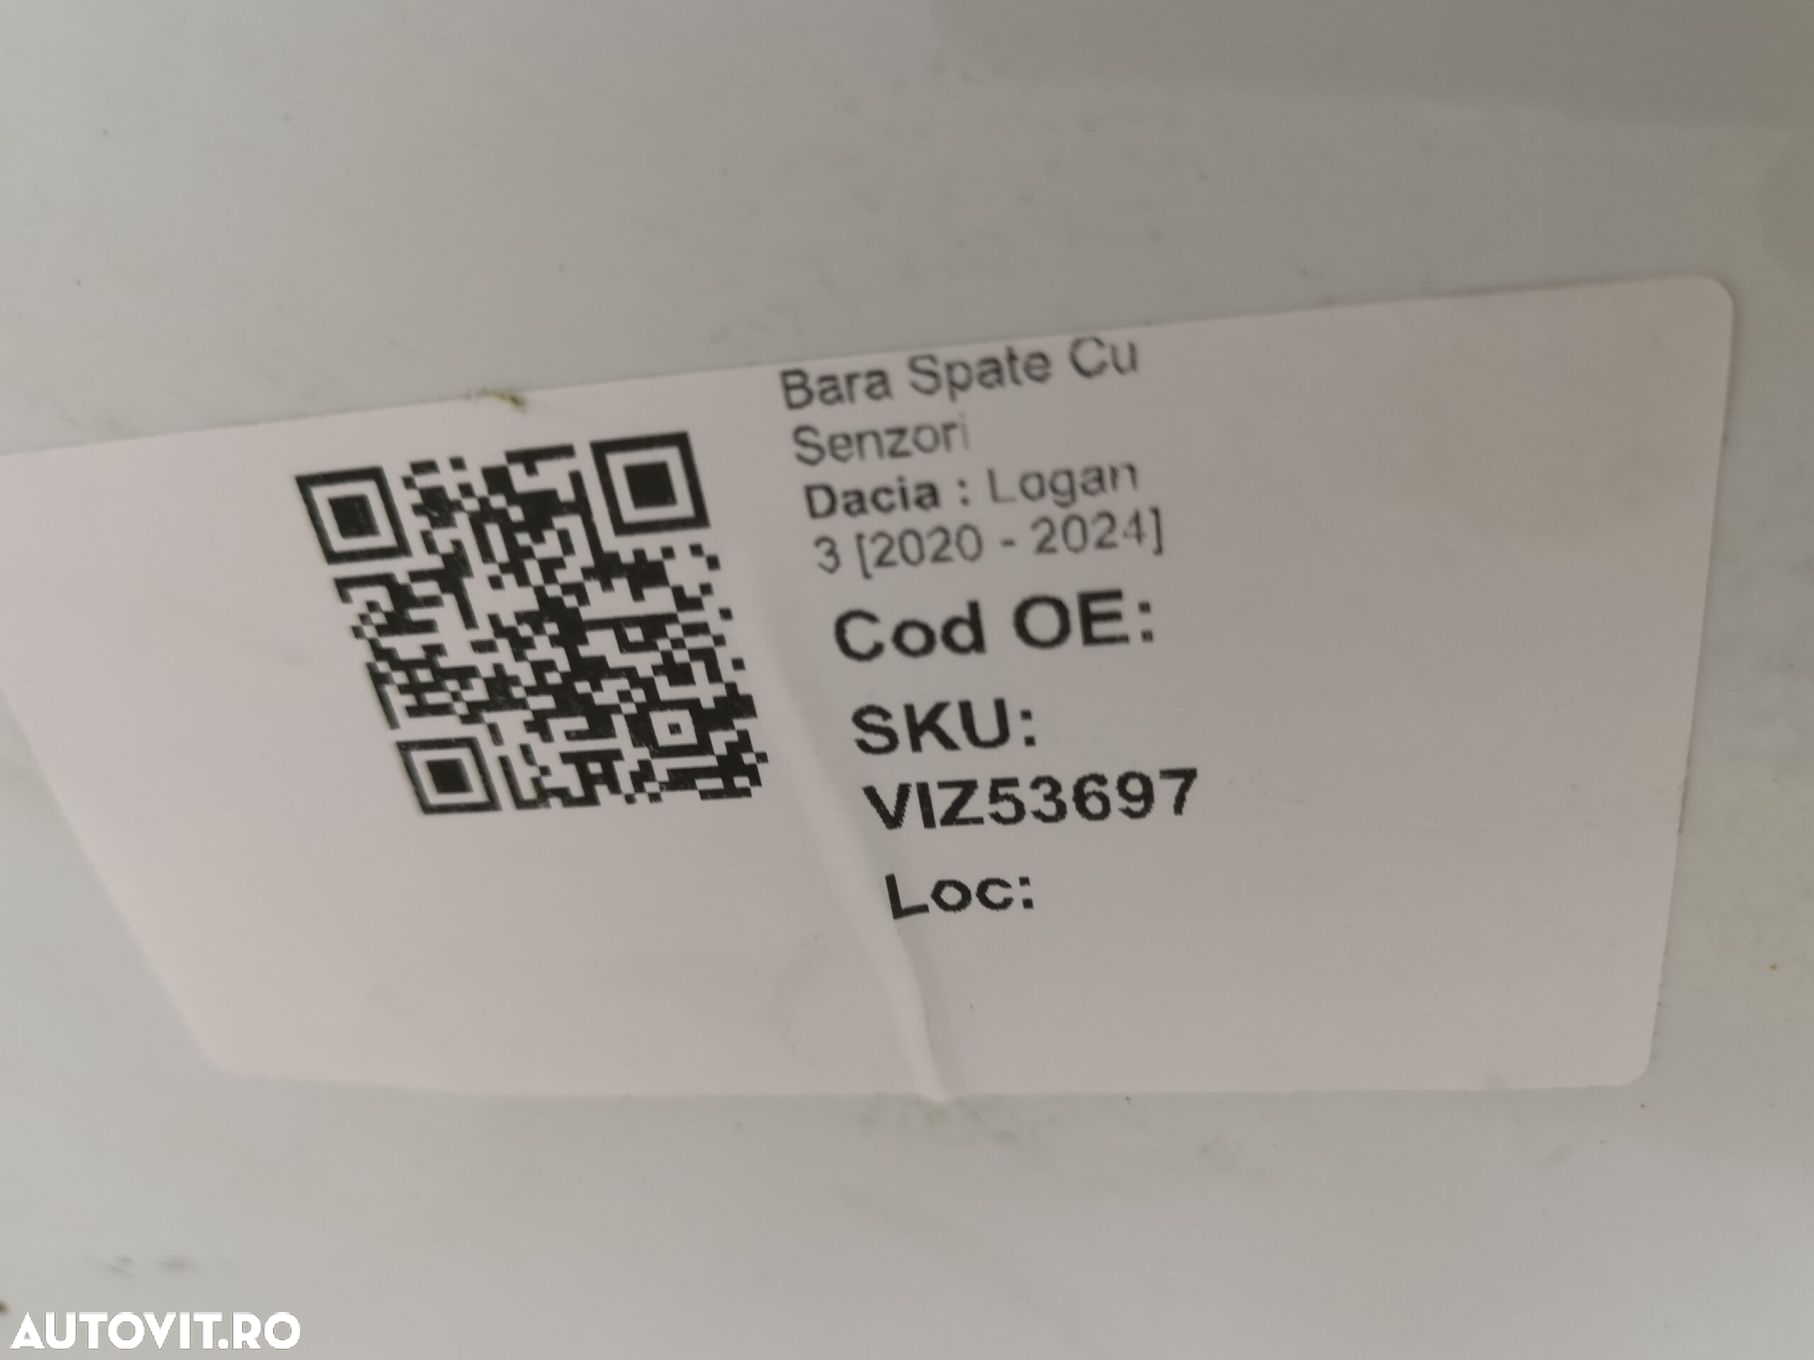 Bara Spate Cu
Senzori
Dacia : Logan
3 [2020 - 2024]
Cod OE:
SKU:
VIZ53697
Loc:
AUTOVIT.RO